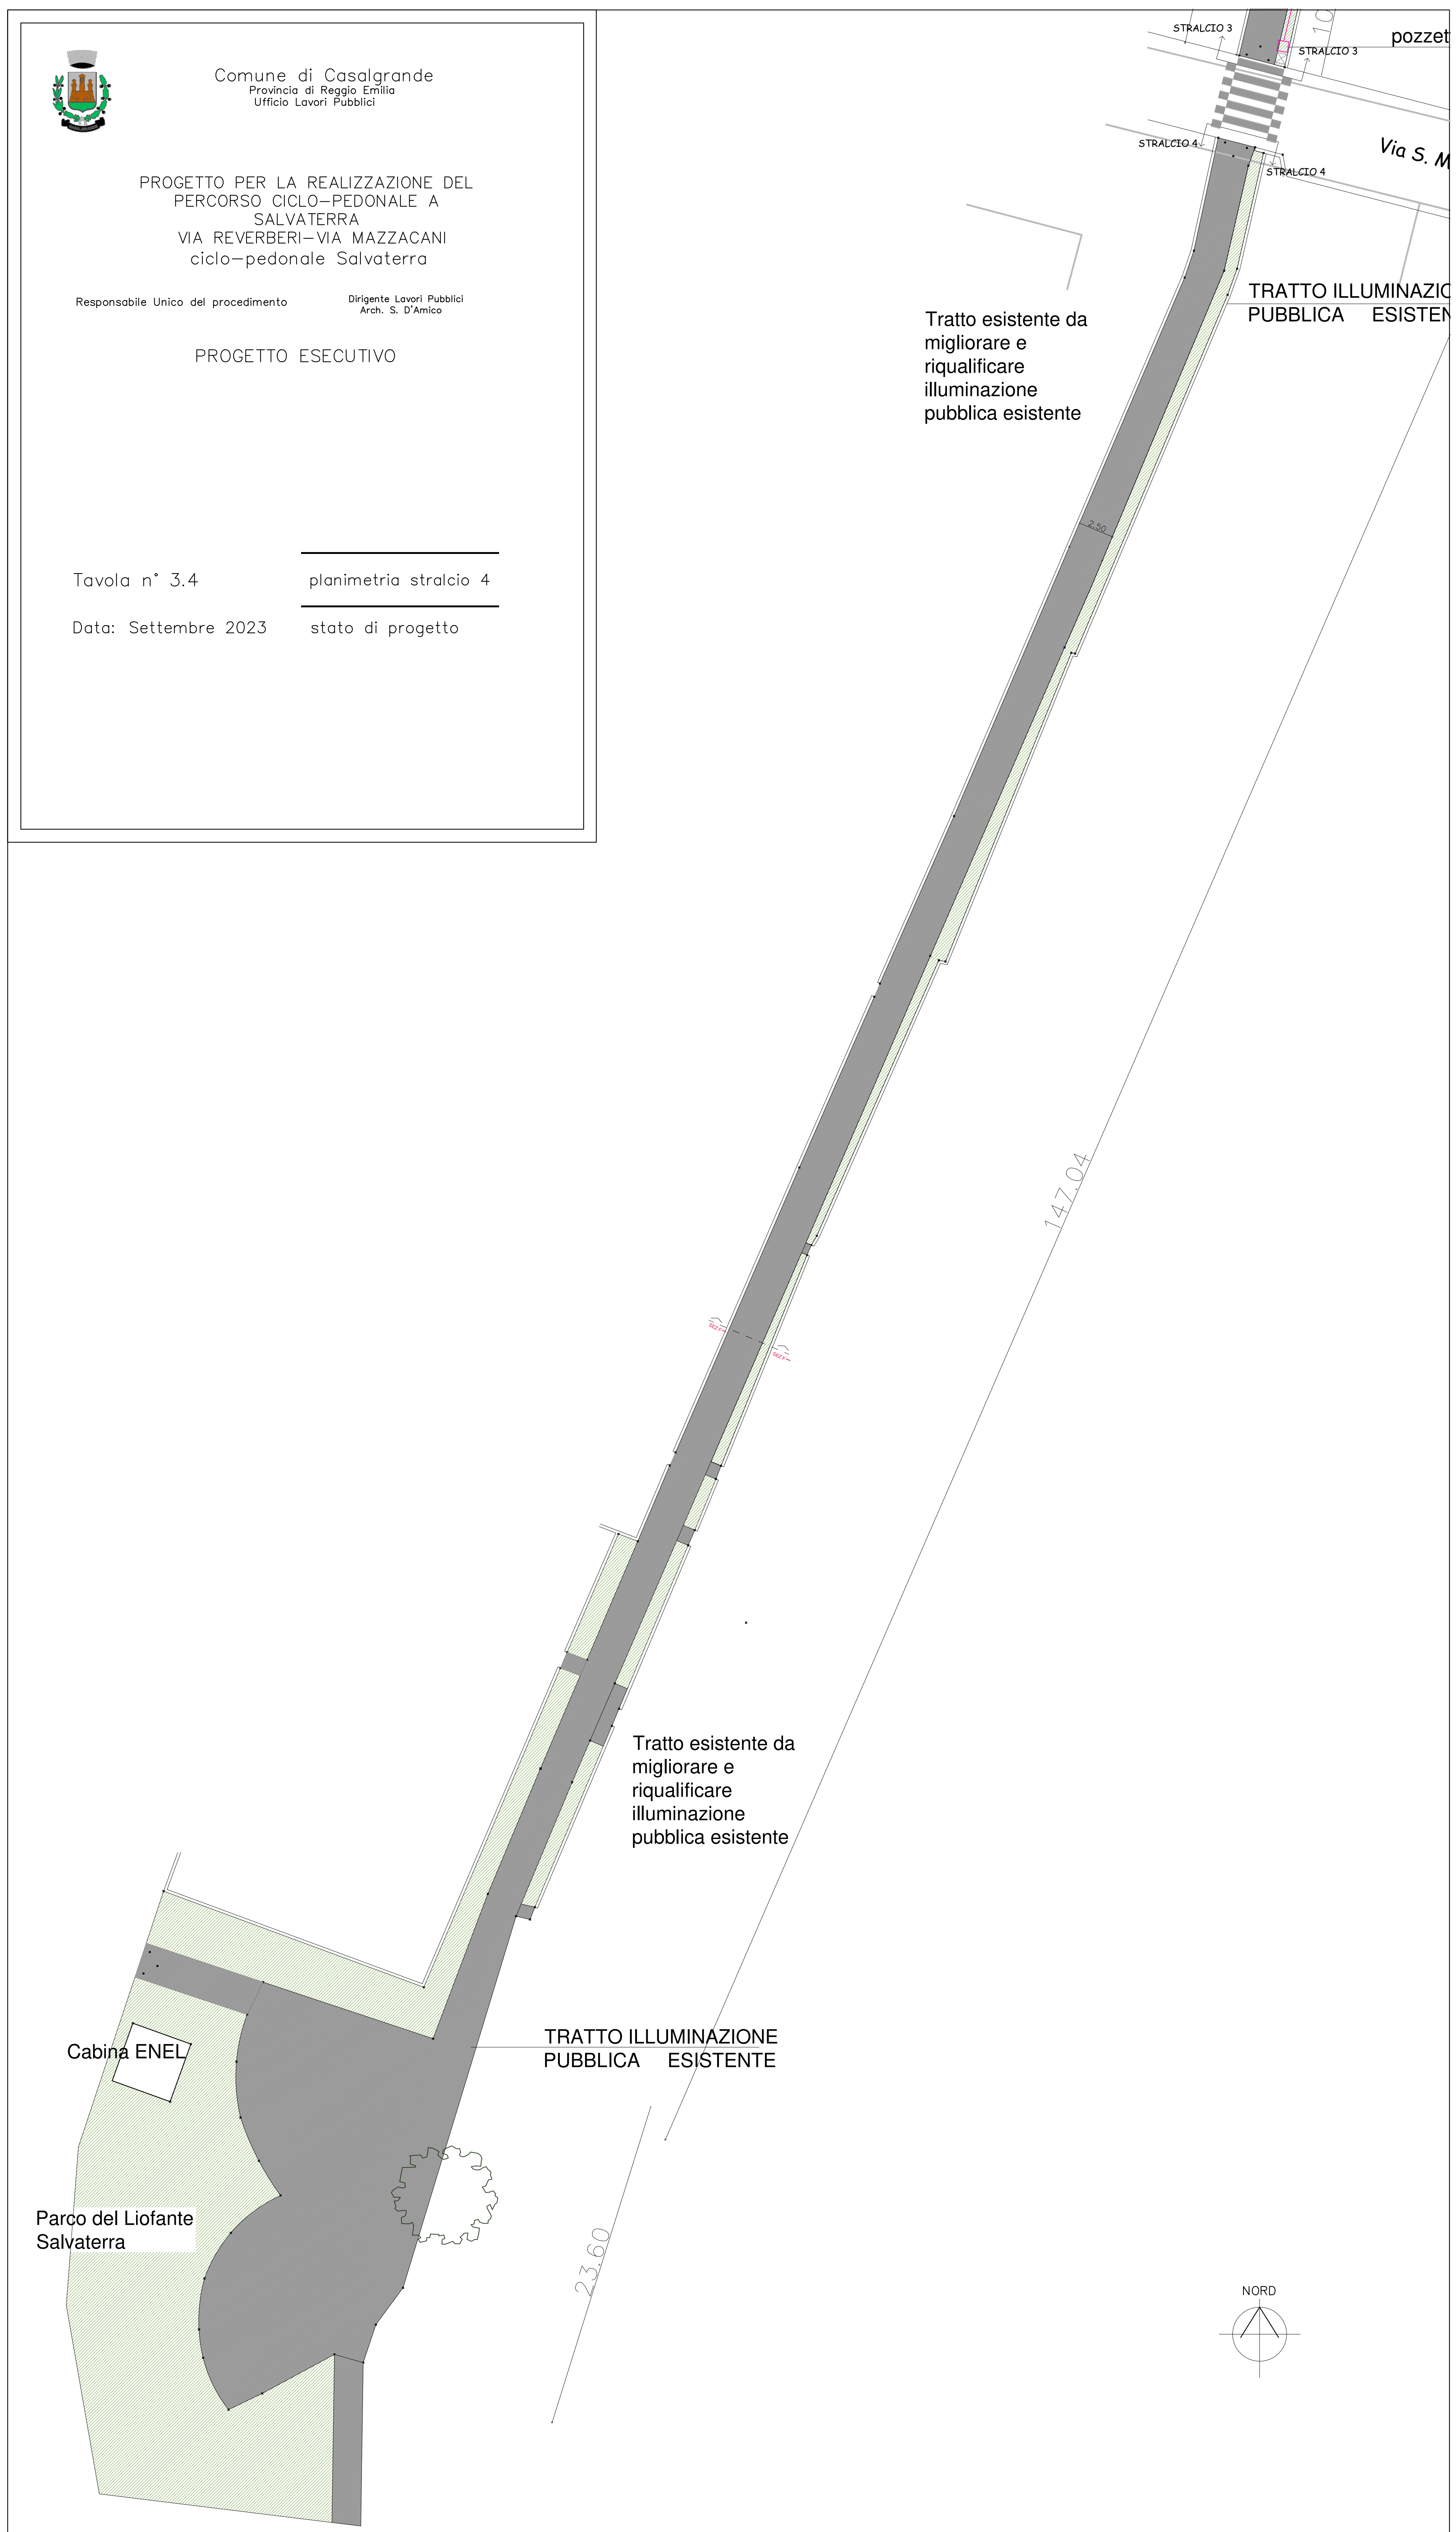 Comune di Casalgrande
Provincia di Reggio Emilia
Ufficio Lavori Pubblici
PROGETTO PER LA REALIZZAZIONE DEL
PERCORSO CICLO-PEDONALE A
SALVATERRA
VIA REVERBERI-VIA MAZZACANI
ciclo-pedonale Salvaterra
Responsabile Unico del procedimento
Dirigente Lavori Pubblici
Arch. S. D'Amico
PROGETTO ESECUTIVO
Tavola n° 3.4
planimetria stralcio 4
Data: Settembre 2023
stato di progetto
STRALCIO 3
STRALCIO 3
10
pozzet
STRALCIO 4
STRALCIO 4
Via S. M
TRATTO ILLUMINAZIO
PUBBLICA ESISTEN
Tratto esistente da
migliorare e
riqualificare
illuminazione
pubblica esistente
2.50
147.04
SEZ.F
SEZ.F
Tratto esistente da
migliorare e
riqualificare
illuminazione
pubblica esistente
TRATTO ILLUMINAZIONE
PUBBLICA ESISTENTE
Cabina ENEL
Parco del Liofante
Salvaterra
23.60
NORD